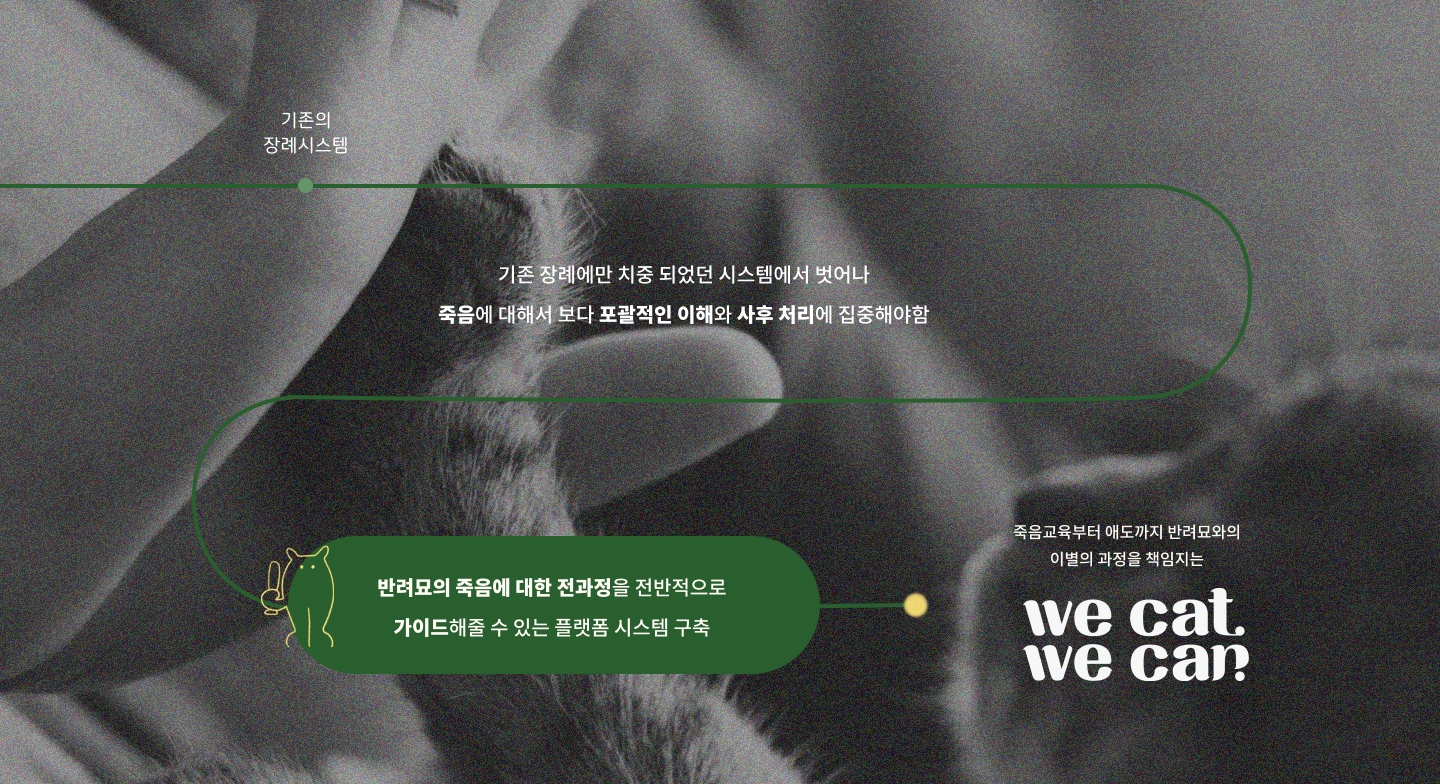 기존의
장례시스템
기존 장례에만 치중 되었던 시스템에서 벗어나
죽음에 대해서 보다 포괄적인 이해와 사후 처리에 집중해야함
반려묘의 죽음에 대한 전과정을 전반적으로
가이드해줄 수 있는 플랫폼 시스템 구축
죽음교육부터 애도까지 반려묘와의
이별의 과정을 책임지는
we cat.
we can?